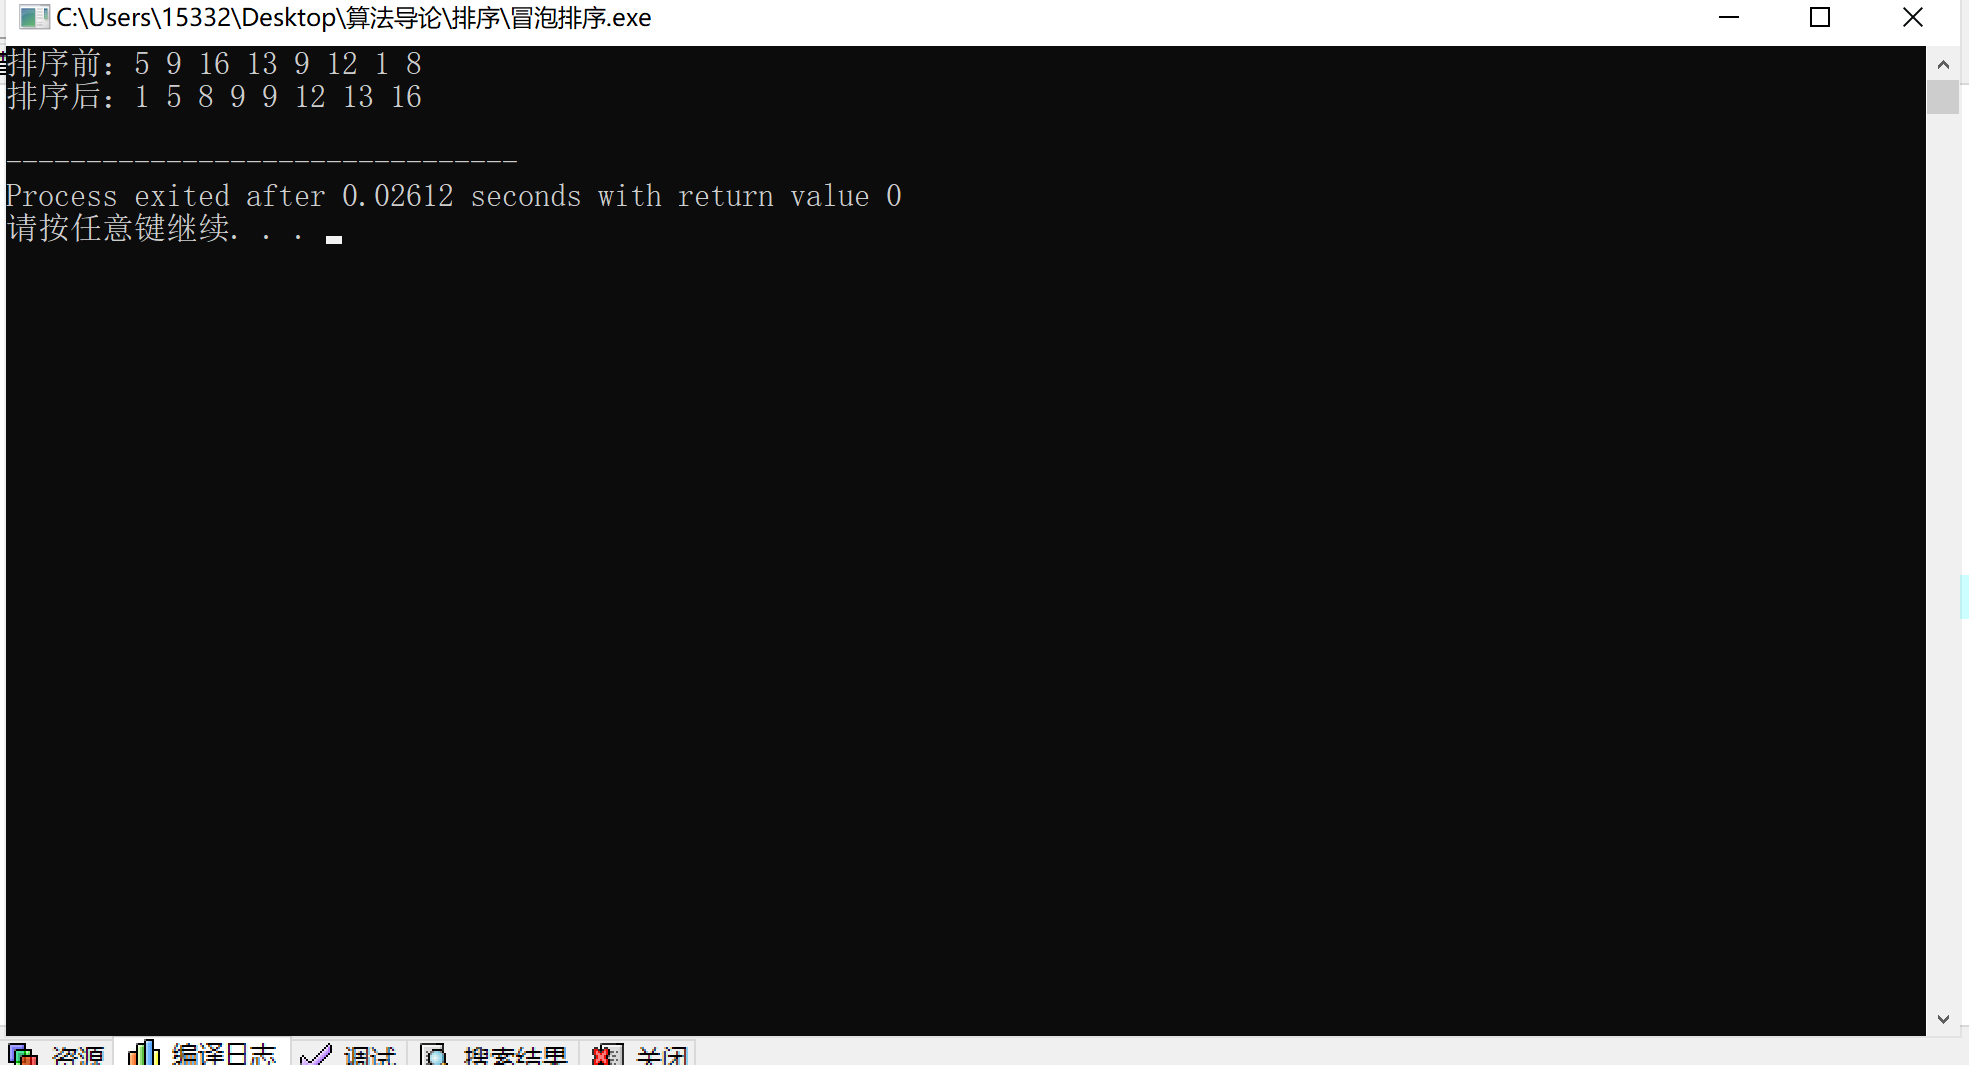 C:\Users\15332\Desktop\算法导论\排序\冒泡排序.exe
排序前：5 9 16 13 9 12 1 8
排序后：1 5 8 9 9 12 13 16
--------------------------------
Process exited after 0.02612 seconds with return value 0
请按任意键继续. . .
资源 编译日志 调试 搜索结果 关闭